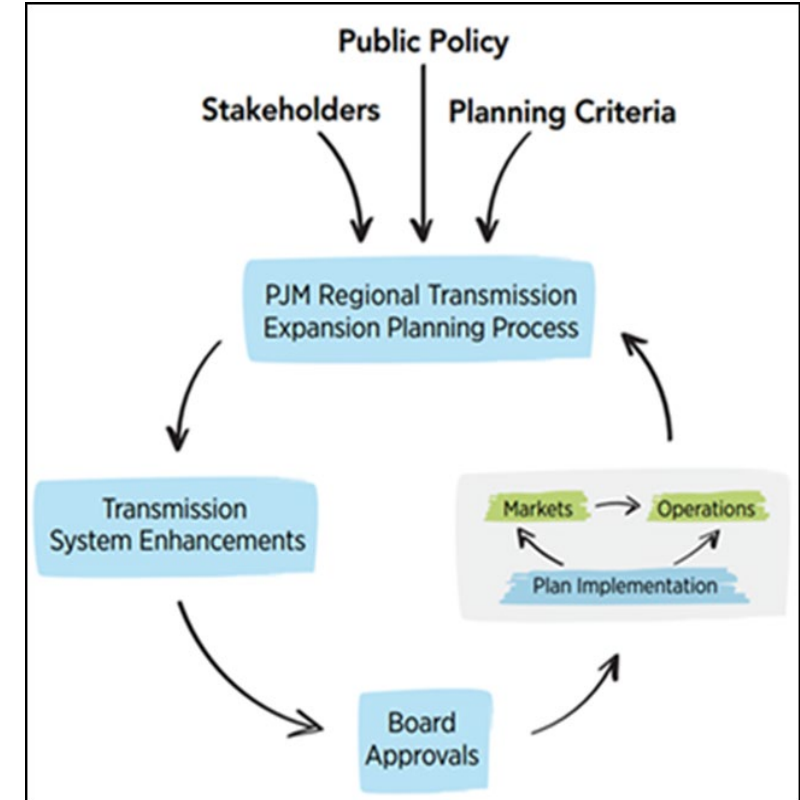 Public Policy
Stakeholders
Planning Criteria
PJM Regional Transmission
Expansion Planning Process
Transmission
System Enhancements
Markets
Operations
Plan Implementation
Board
Approvals